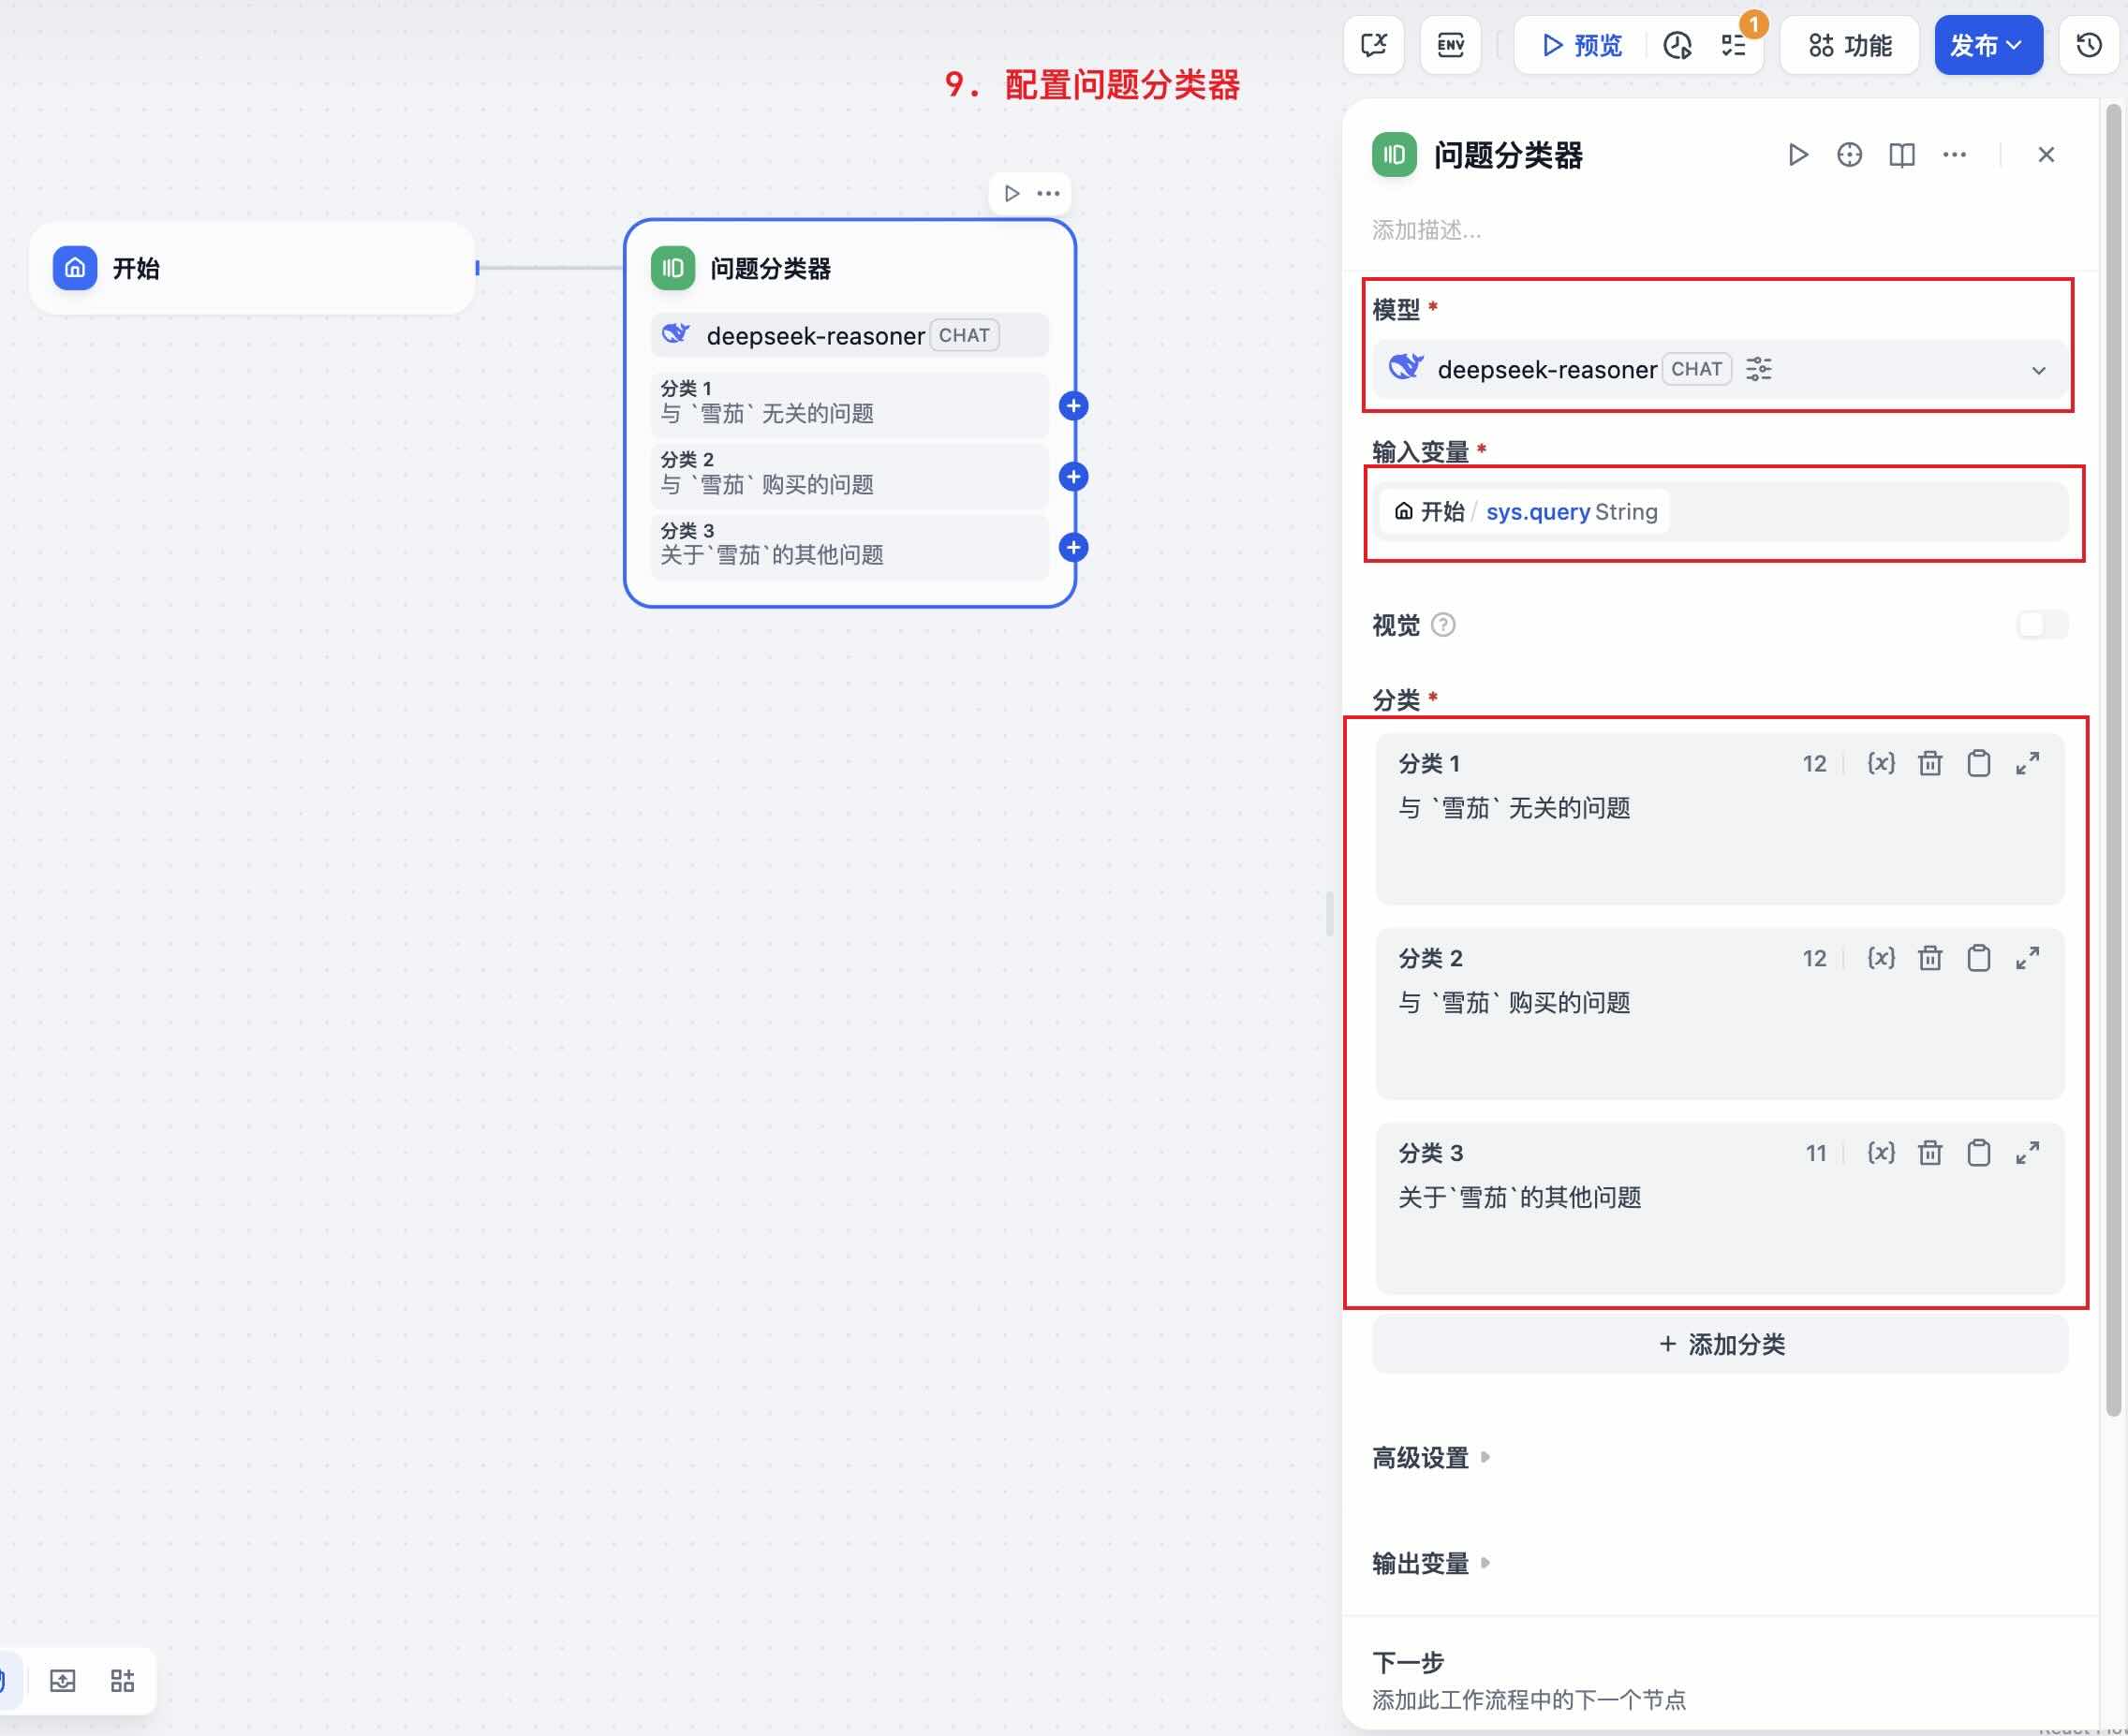 ENV
预览
1
功能
发布
9. 配置问题分类器
开始
问题分类器
deepseek-reasoner CHAT
分类 1
与 `雪茄` 无关的问题
分类 2
与 `雪茄` 购买的问题
分类 3
关于`雪茄`的其他问题
问题分类器
添加描述...
模型 *
deepseek-reasoner CHAT
输入变量 *
开始 / sys.query String
视觉
分类 *
分类 1 12 {x}
与 `雪茄` 无关的问题
分类 2 12 {x}
与 `雪茄` 购买的问题
分类 3 11 {x}
关于`雪茄`的其他问题
+ 添加分类
高级设置
输出变量
下一步
添加此工作流程中的下一个节点